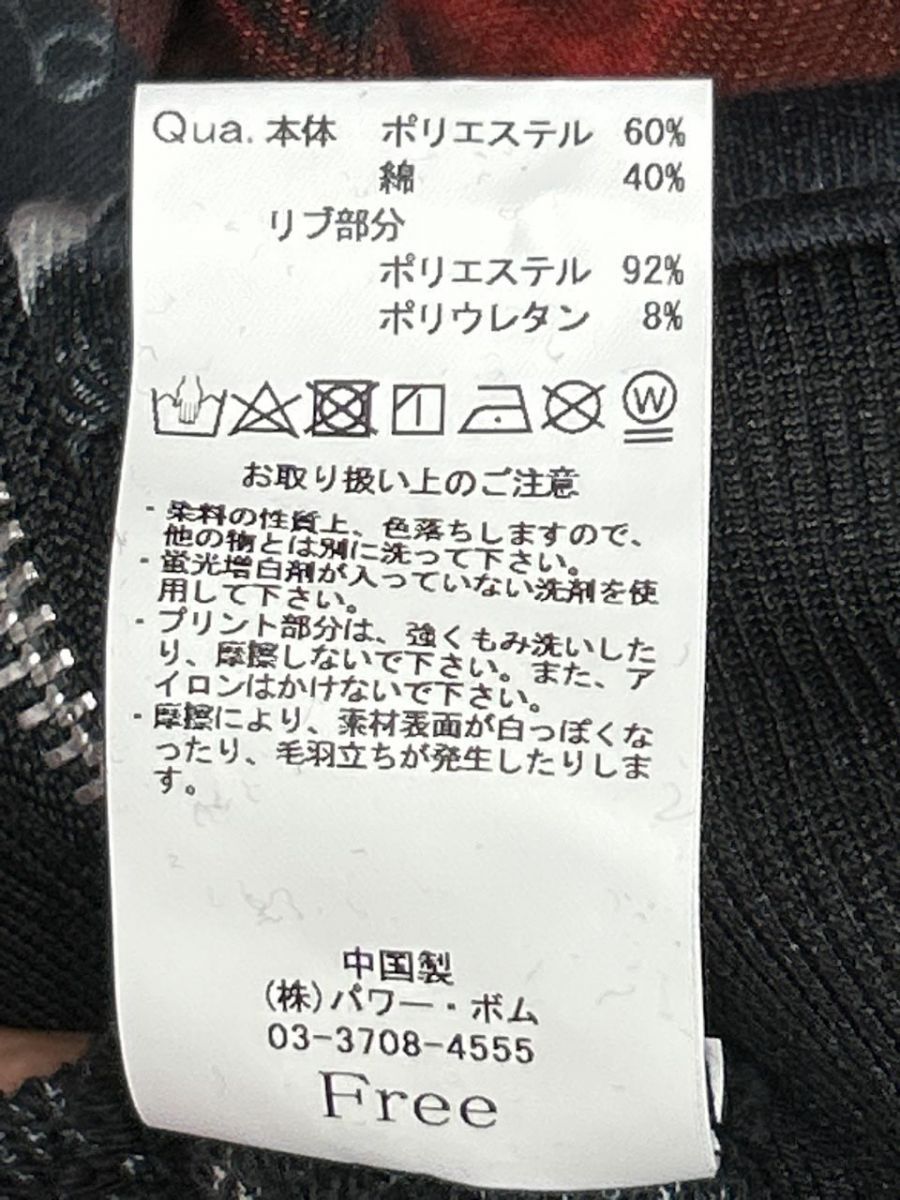 Qua. 本体 ポリエステル 60%
綿 40%
リブ部分
ポリエステル 92%
ポリウレタン 8%
W
お取り扱い上のご注意
・染料の性質上、色落ちしますので、
他の物とは別に洗って下さい。
・蛍光増白剤が入っていない洗剤を使
用して下さい。
・プリント部分は、強くもみ洗いした
り、摩擦しないで下さい。また、ア
イロンはかけないで下さい。
・摩擦により、素材表面が白っぽくな
ったり、毛羽立ちが発生したりしま
す。
中国製
(株)パワー・ボム
03-3708-4555
Free